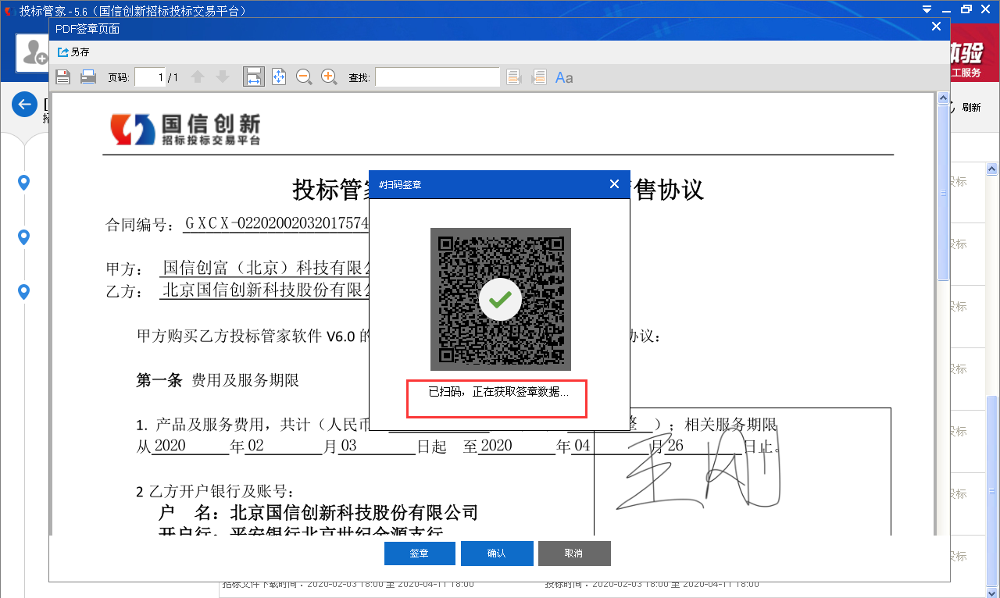 投标管家 - 5.6（国信创新招标投标交易平台）
PDF签章页面
另存
页码: 1 / 1 查找: Aa
体验
工服务
刷新
国信创新
招标投标交易平台
投标管
售协议
#扫码签章
合同编号：GXCX-02202002032017574
甲方： 国信创富（北京）科技有限
乙方： 北京国信创新科技股份有限
甲方购买乙方投标管家软件 V6.0 的
协议：
已扫码，正在获取签章数据...
第一条 费用及服务期限
1. 产品及服务费用，共计（人民
）；相关服务期限
从2020年02月03日起 至2020年04月26日止。
王刚
2 乙方开户银行及账号：
户 名：北京国信创新科技股份有限公司
开户行：平安银行北京世纪金源支行
签章 确认 取消
招标文件下载时间：2020-02-03 18:00 至 2020-04-11 18:00 投标时间：2020-02-03 18:00 至 2020-04-11 18:00
投标
投标
投标
投标
投标
投标
投标